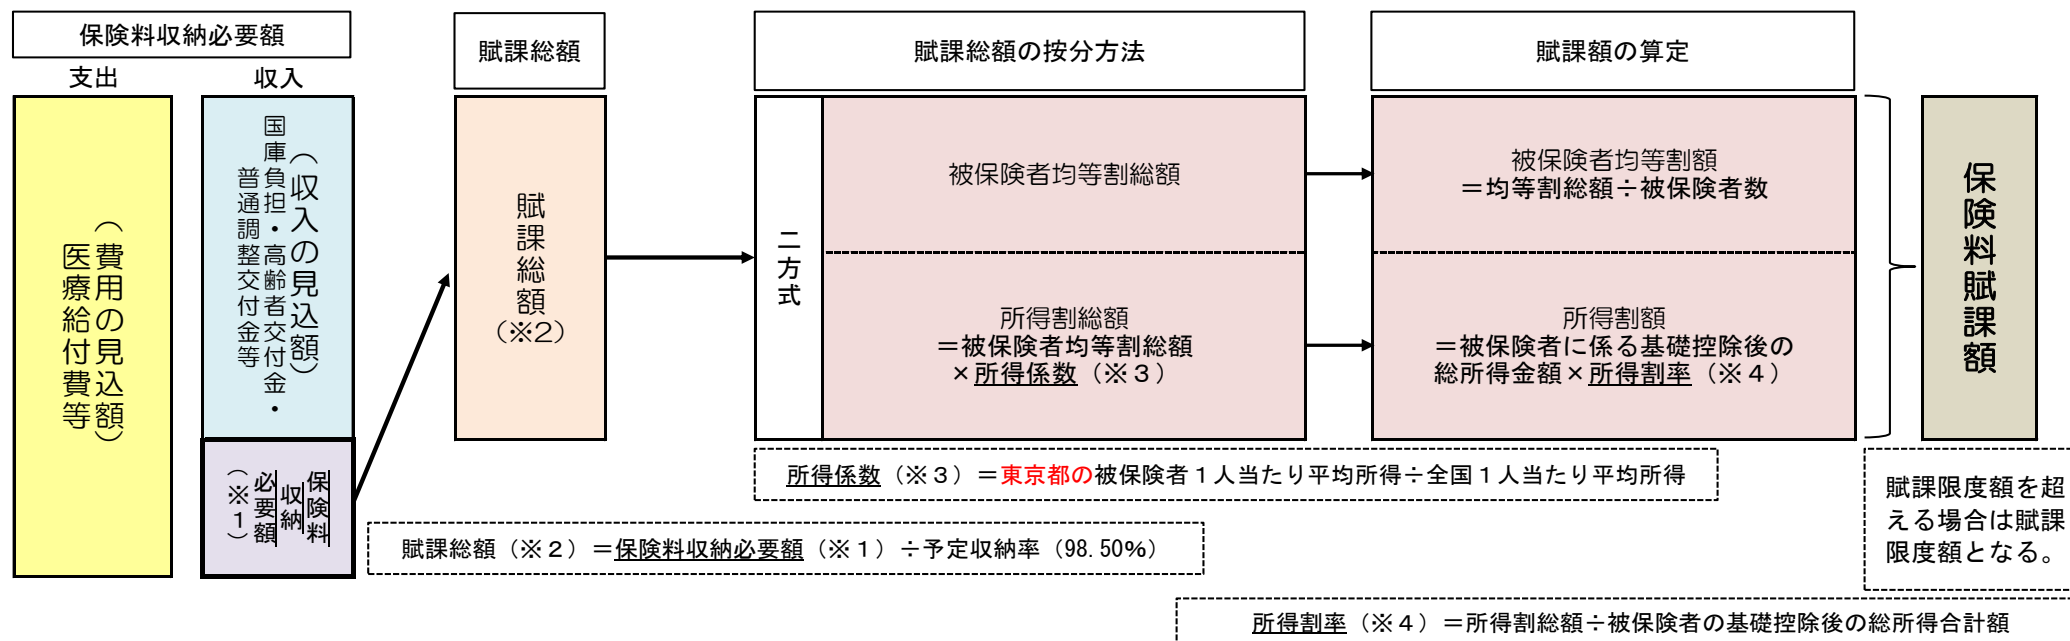 保険料収納必要額
支出
収入
（費用の見込額）
医療給付費等
（収入の見込額）
国庫負担・高齢者交付金・
普通調整交付金等
保険料
収納
必要額
（※１）
賦課総額
賦課総額
（※2）
賦課総額の按分方法
二方式
被保険者均等割総額
所得割総額
＝被保険者均等割総額
×所得係数（※３）
賦課額の算定
被保険者均等割額
＝均等割総額÷被保険者数
所得割額
＝被保険者に係る基礎控除後の
総所得金額×所得割率（※４）
保険料賦課額
所得係数（※３）＝東京都の被保険者１人当たり平均所得÷全国１人当たり平均所得
賦課限度額を超
える場合は賦課
限度額となる。
賦課総額（※２）＝保険料収納必要額（※１）÷予定収納率（98.50%）
所得割率（※４）＝所得割総額÷被保険者の基礎控除後の総所得合計額